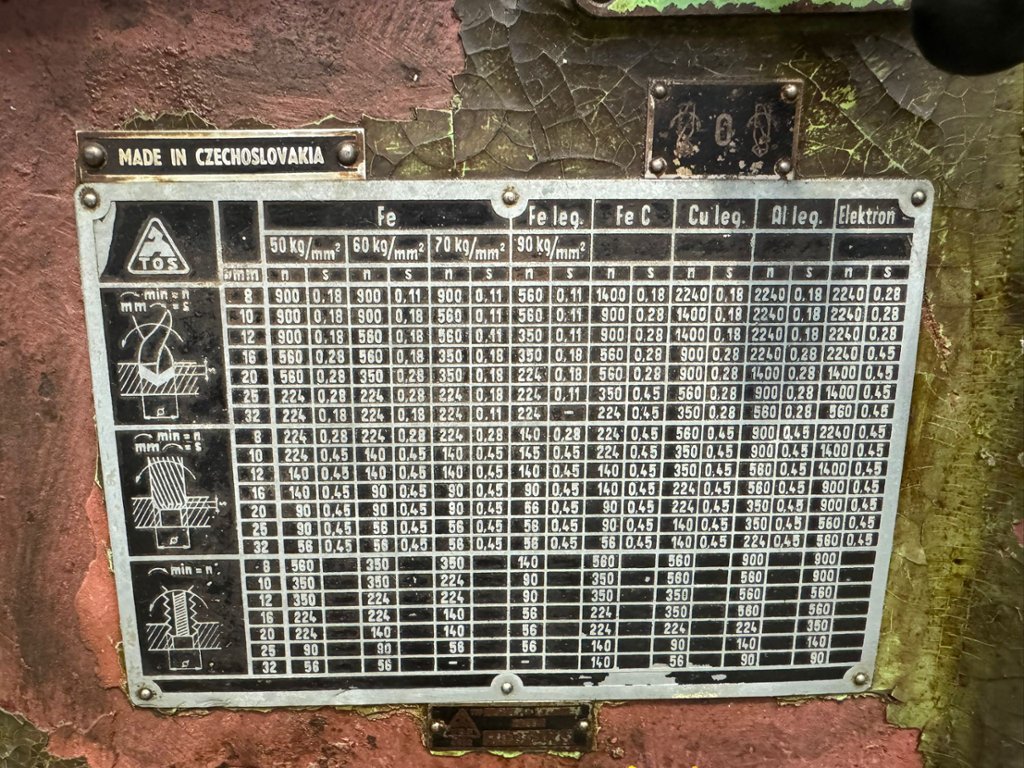 0
MADE IN CZECHOSLOVAKIA
TOS
Fe Fe leg. Fe C Cu leg. Al leg. Elektron
50 kg/mm² 60 kg/mm² 70 kg/mm² 90 kg/mm²
ømm n s n s n s n s n s n s n s n s
min = n
mm = s
s
8 900 0,18 900 0,11 900 0,11 560 0,11 1400 0,18 2240 0,18 2240 0,18 2240 0,28
10 900 0,18 900 0,18 560 0,11 560 0,11 900 0,28 1400 0,18 2240 0,18 2240 0,28
12 900 0,18 560 0,18 560 0,11 350 0,11 900 0,28 1400 0,18 2240 0,18 2240 0,28
16 560 0,28 560 0,18 350 0,18 350 0,18 560 0,28 900 0,28 2240 0,28 2240 0,45
20 560 0,28 350 0,28 350 0,18 224 0,18 560 0,28 900 0,28 1400 0,28 1400 0,45
25 224 0,28 224 0,28 224 0,18 224 0,11 350 0,45 560 0,28 900 0,28 1400 0,45
32 224 0,18 224 0,18 224 0,11 224 - 224 0,45 350 0,28 560 0,28 560 0,45
ø
min = n
mm = s
s
8 224 0,28 224 0,28 224 0,28 140 0,28 224 0,45 560 0,45 900 0,45 2240 0,45
10 224 0,45 224 0,45 140 0,45 145 0,45 224 0,45 350 0,45 900 0,45 1400 0,45
12 140 0,45 140 0,45 140 0,45 140 0,45 140 0,45 350 0,45 560 0,45 1400 0,45
16 140 0,45 90 0,45 90 0,45 90 0,45 140 0,45 224 0,45 560 0,45 900 0,45
20 90 0,45 90 0,45 90 0,45 56 0,45 90 0,45 224 0,45 350 0,45 900 0,45
25 90 0,45 90 0,45 56 0,45 56 0,45 90 0,45 140 0,45 350 0,45 560 0,45
32 56 0,45 56 0,45 56 0,45 56 0,45 56 0,45 140 0,45 224 0,45 560 0,45
ø
min = n
8 560 350 350 140 560 560 900 900
10 350 350 224 90 350 560 560 900
12 350 224 224 90 350 350 560 560
16 224 224 140 56 224 350 560 560
20 224 140 140 56 224 224 224 350
25 90 90 56 56 140 90 140 140
32 56 56 - - 140 56 90 90
ø